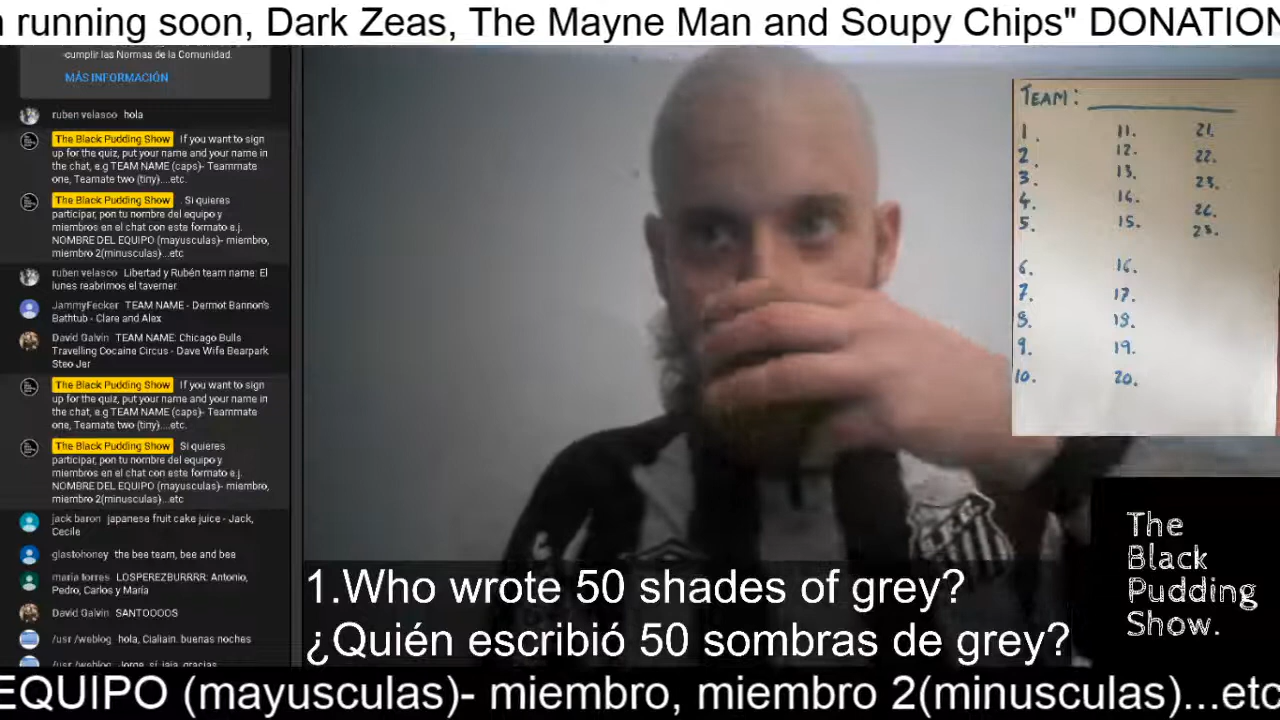 n running soon, Dark Zeas, The Mayne Man and Soupy Chips" DONATION
cumplir las Normas de la Comunidad.
MÁS INFORMACIÓN
ruben velasco hola
The Black Pudding Show If you want to sign
up for the quiz, put your name and your name in
the chat, e.g TEAM NAME (caps)- Teammate
one, Teamate two (tiny)....etc.
The Black Pudding Show . Si quieres
participar, pon tu nombre del equipo y
miembros en el chat con este formato e.j.
NOMBRE DEL EQUIPO (mayusculas)- miembro,
miembro 2(minusculas)...etc
ruben velasco Libertad y Rubén team name: El
lunes reabrimos el taverner.
JammyFecker TEAM NAME - Dermot Bannon's
Bathtub - Clare and Alex
David Galvin TEAM NAME: Chicago Bulls
Travelling Cocaine Circus - Dave Wife Bearpark
Steo Jer
The Black Pudding Show If you want to sign
up for the quiz, put your name and your name in
the chat, e.g TEAM NAME (caps)- Teammate
one, Teamate two (tiny)....etc.
The Black Pudding Show Si quieres
participar, pon tu nombre del equipo y
miembros en el chat con este formato e.j.
NOMBRE DEL EQUIPO (mayusculas)- miembro,
miembro 2(minusculas)...etc
jack baron japanese fruit cake juice - Jack,
Cecile
glastohoney the bee team, bee and bee
maria torres LOSPEREZBURRRR: Antonio,
Pedro, Carlos y María
David Galvin SANTOOOOS
/usr /weblog hola, Cialiain. buenas noches
/usr /weblog Jorge, sí, jaja, gracias
TEAM:
1. 11. 21.
2. 12. 22.
3. 13. 23.
4. 14. 24.
5. 15. 25.
6. 16.
7. 17.
8. 18.
9. 19.
10. 20.
The
Black
Pudding
Show.
1.Who wrote 50 shades of grey?
¿Quién escribió 50 sombras de grey?
EQUIPO (mayusculas)- miembro, miembro 2(minusculas)...etc